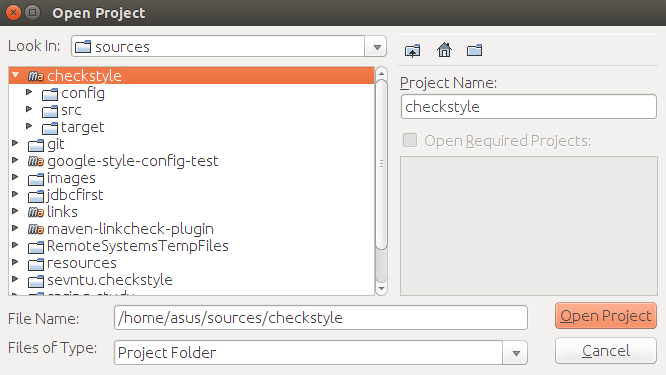 Open Project
Look In: sources
checkstyle
config
src
target
git
google-style-config-test
images
jdbcfirst
links
maven-linkcheck-plugin
RemoteSystemsTempFiles
resources
sevntu.checkstyle
Project Name:
checkstyle
Open Required Projects:
File Name: /home/asus/sources/checkstyle
Open Project
Files of Type: Project Folder
Cancel